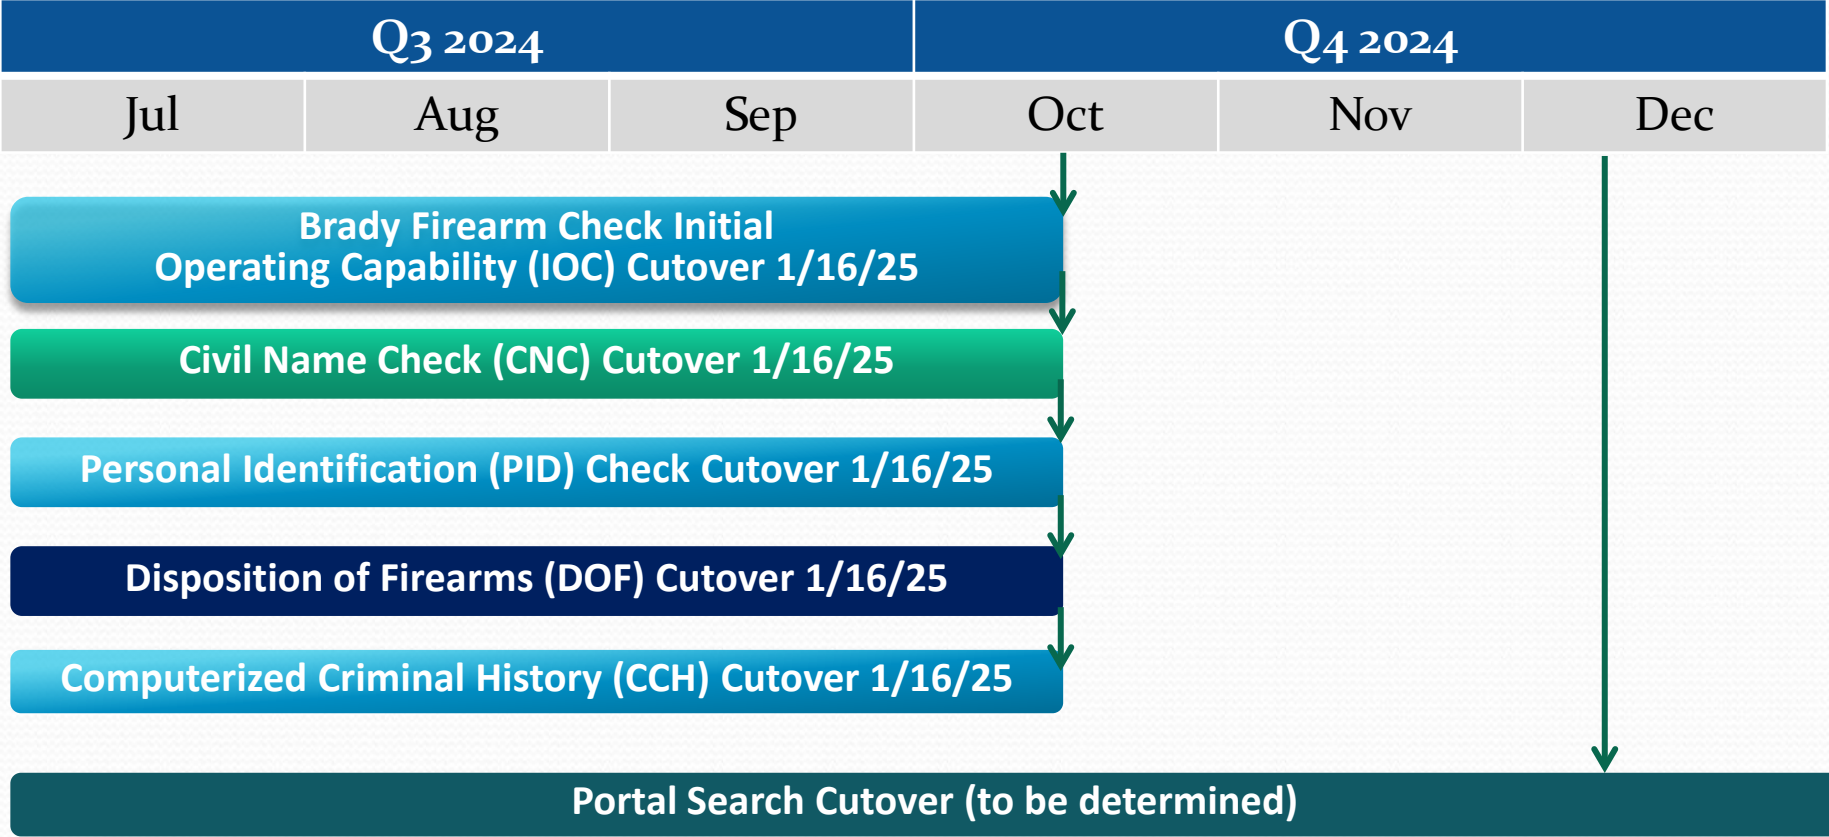 Q3 2024
Q4 2024
Jul
Aug
Sep
Oct
Nov
Dec
Brady Firearm Check Initial
Operating Capability (IOC) Cutover 1/16/25
Civil Name Check (CNC) Cutover 1/16/25
Personal Identification (PID) Check Cutover 1/16/25
Disposition of Firearms (DOF) Cutover 1/16/25
Computerized Criminal History (CCH) Cutover 1/16/25
Portal Search Cutover (to be determined)